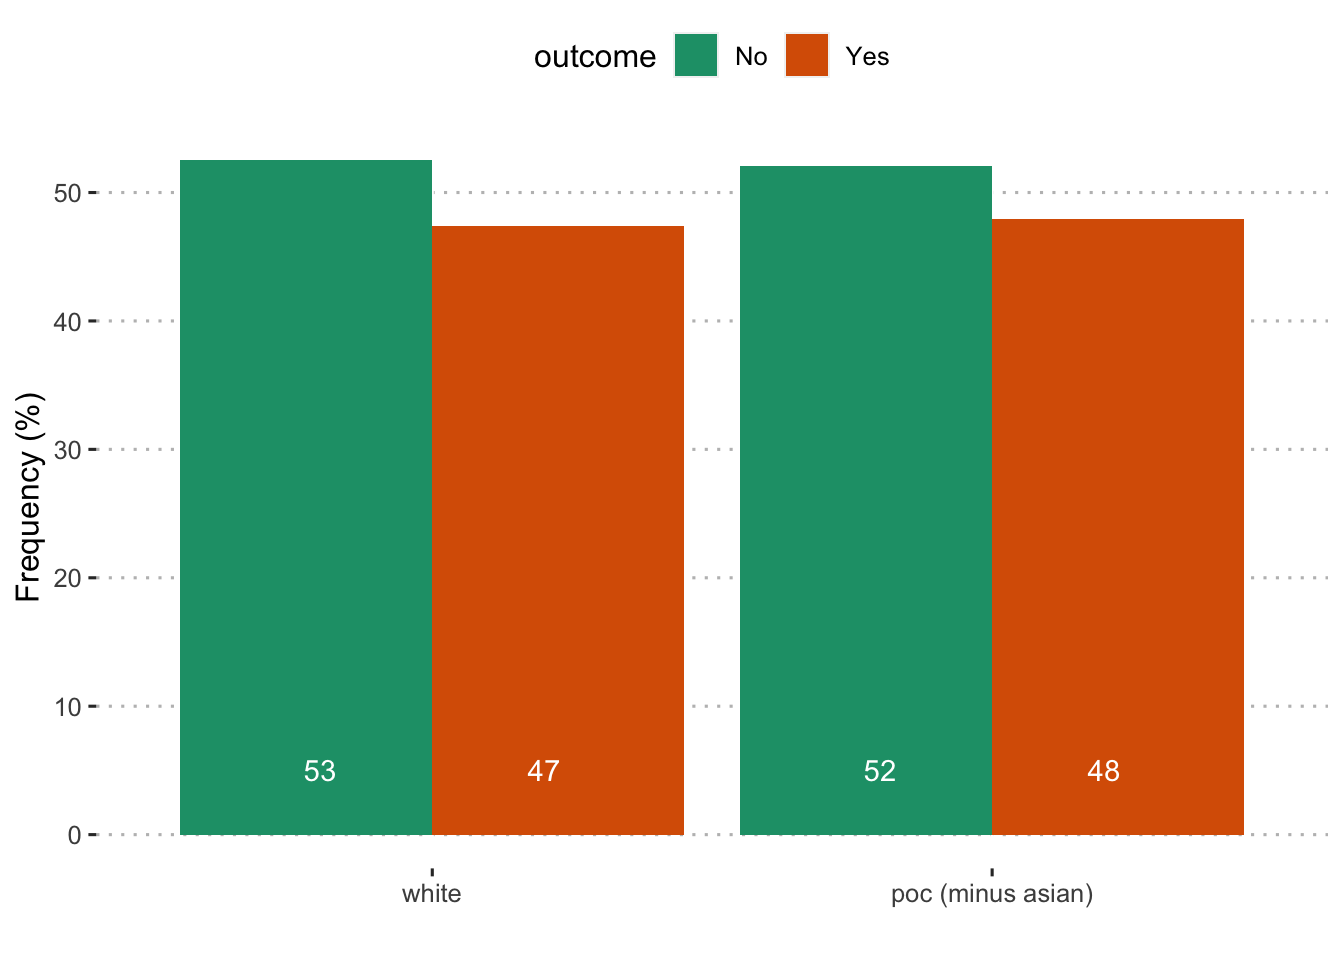 outcome No Yes
Frequency (%)
50
40
30
20
10
0
53 47 52 48
white poc (minus asian)